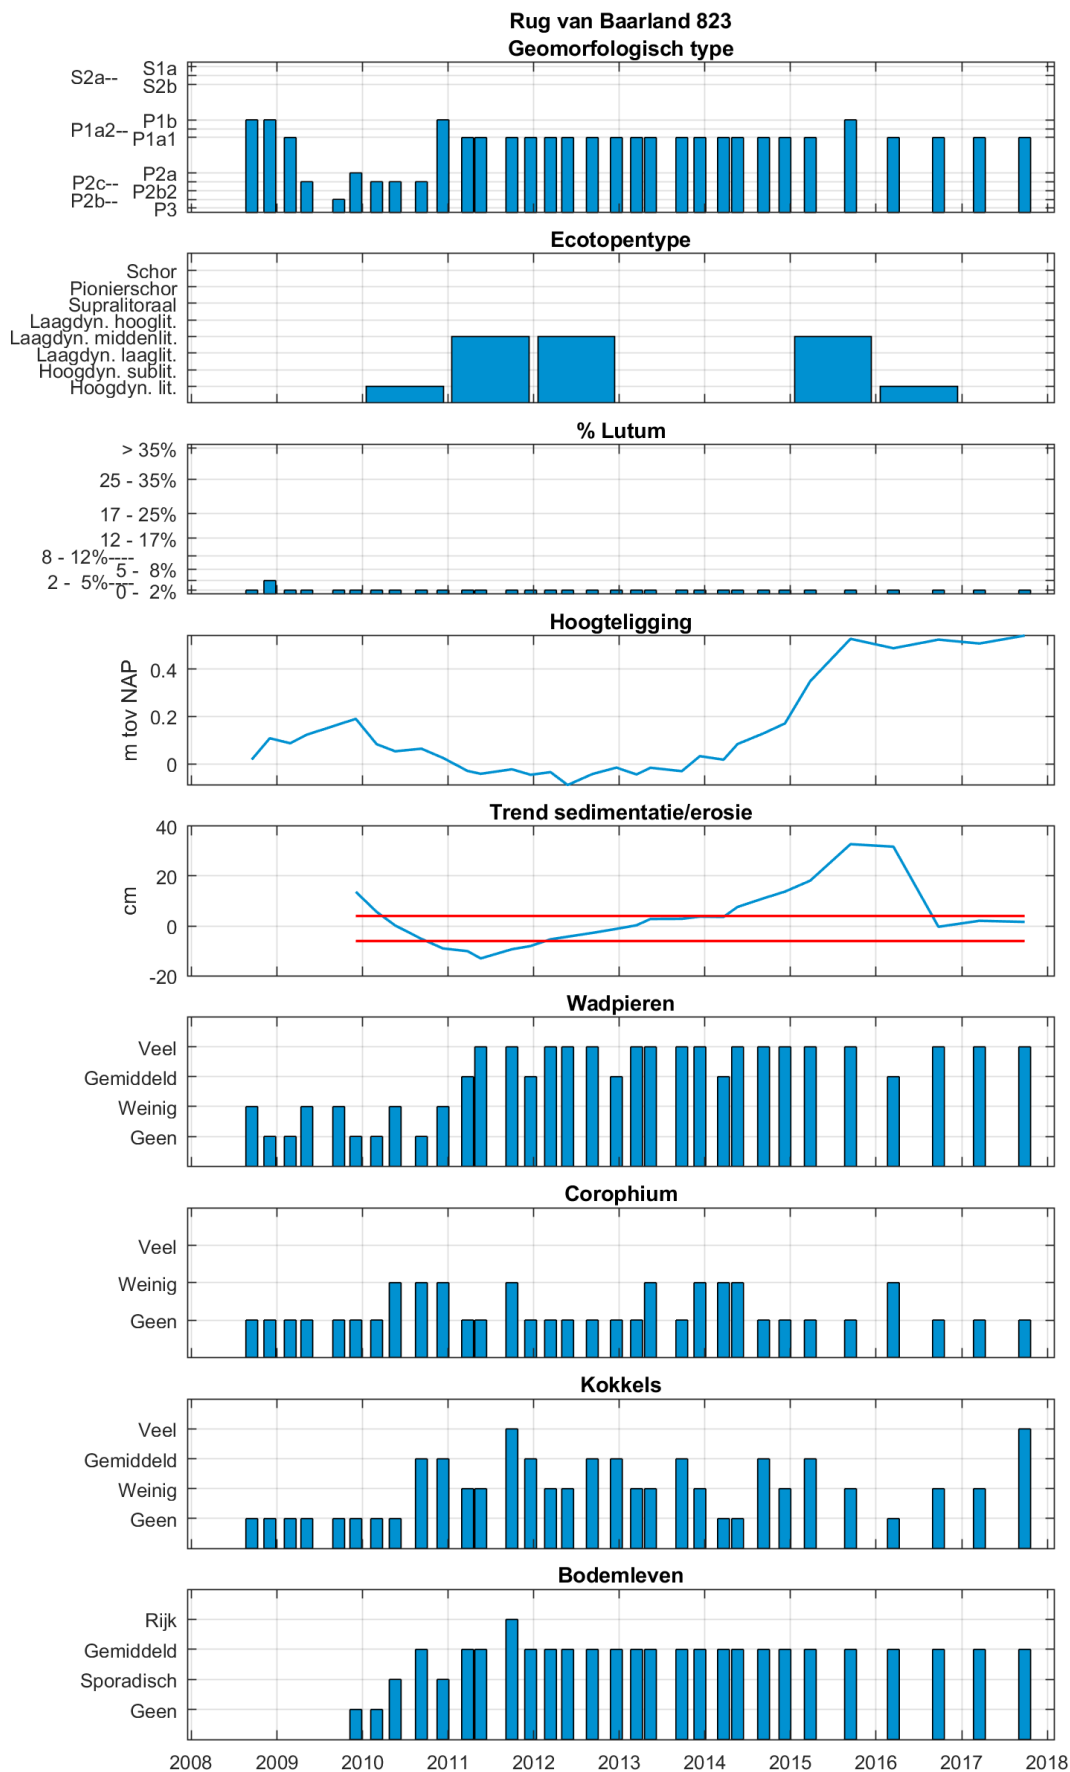 Rug van Baarland 823
Geomorfologisch type
S1a
S2a--
S2b
P1b
P1a2--
P1a1
P2a
P2c--
P2b2
P2b--
P3
Ecotopentype
Schor
Pionierschor
Supralitoraal
Laagdyn. hooglit.
Laagdyn. middenlit.
Laagdyn. laaglit.
Hoogdyn. sublit.
Hoogdyn. lit.
% Lutum
> 35%
25 - 35%
17 - 25%
12 - 17%
8 - 12%----
5 - 8%
2 - 5%----
0 - 2%
Hoogteligging
m tov NAP
0.4
0.2
0
Trend sedimentatie/erosie
cm
40
20
0
-20
Wadpieren
Veel
Gemiddeld
Weinig
Geen
Corophium
Veel
Weinig
Geen
Kokkels
Veel
Gemiddeld
Weinig
Geen
Bodemleven
Rijk
Gemiddeld
Sporadisch
Geen
2008 2009 2010 2011 2012 2013 2014 2015 2016 2017 2018